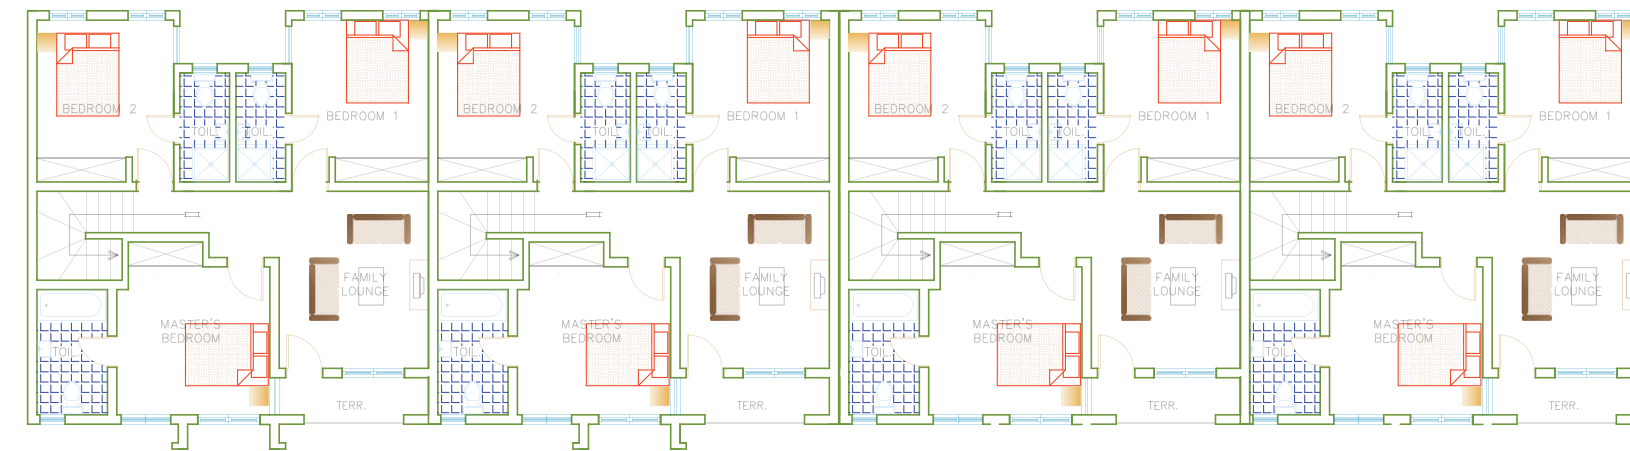 BEDROOM 2
TOIL.
TOIL.
BEDROOM 1
BEDROOM 2
TOIL.
TOIL.
BEDROOM 1
BEDROOM 2
TOIL.
TOIL.
BEDROOM 1
BEDROOM 2
TOIL.
TOIL.
BEDROOM 1
FAMILY
LOUNGE
FAMILY
LOUNGE
FAMILY
LOUNGE
FAMILY
LOUNGE
MASTER'S
BEDROOM
TOIL.
MASTER'S
BEDROOM
TOIL.
MASTER'S
BEDROOM
TOIL.
MASTER'S
BEDROOM
TOIL.
TERR.
TERR.
TERR.
TERR.